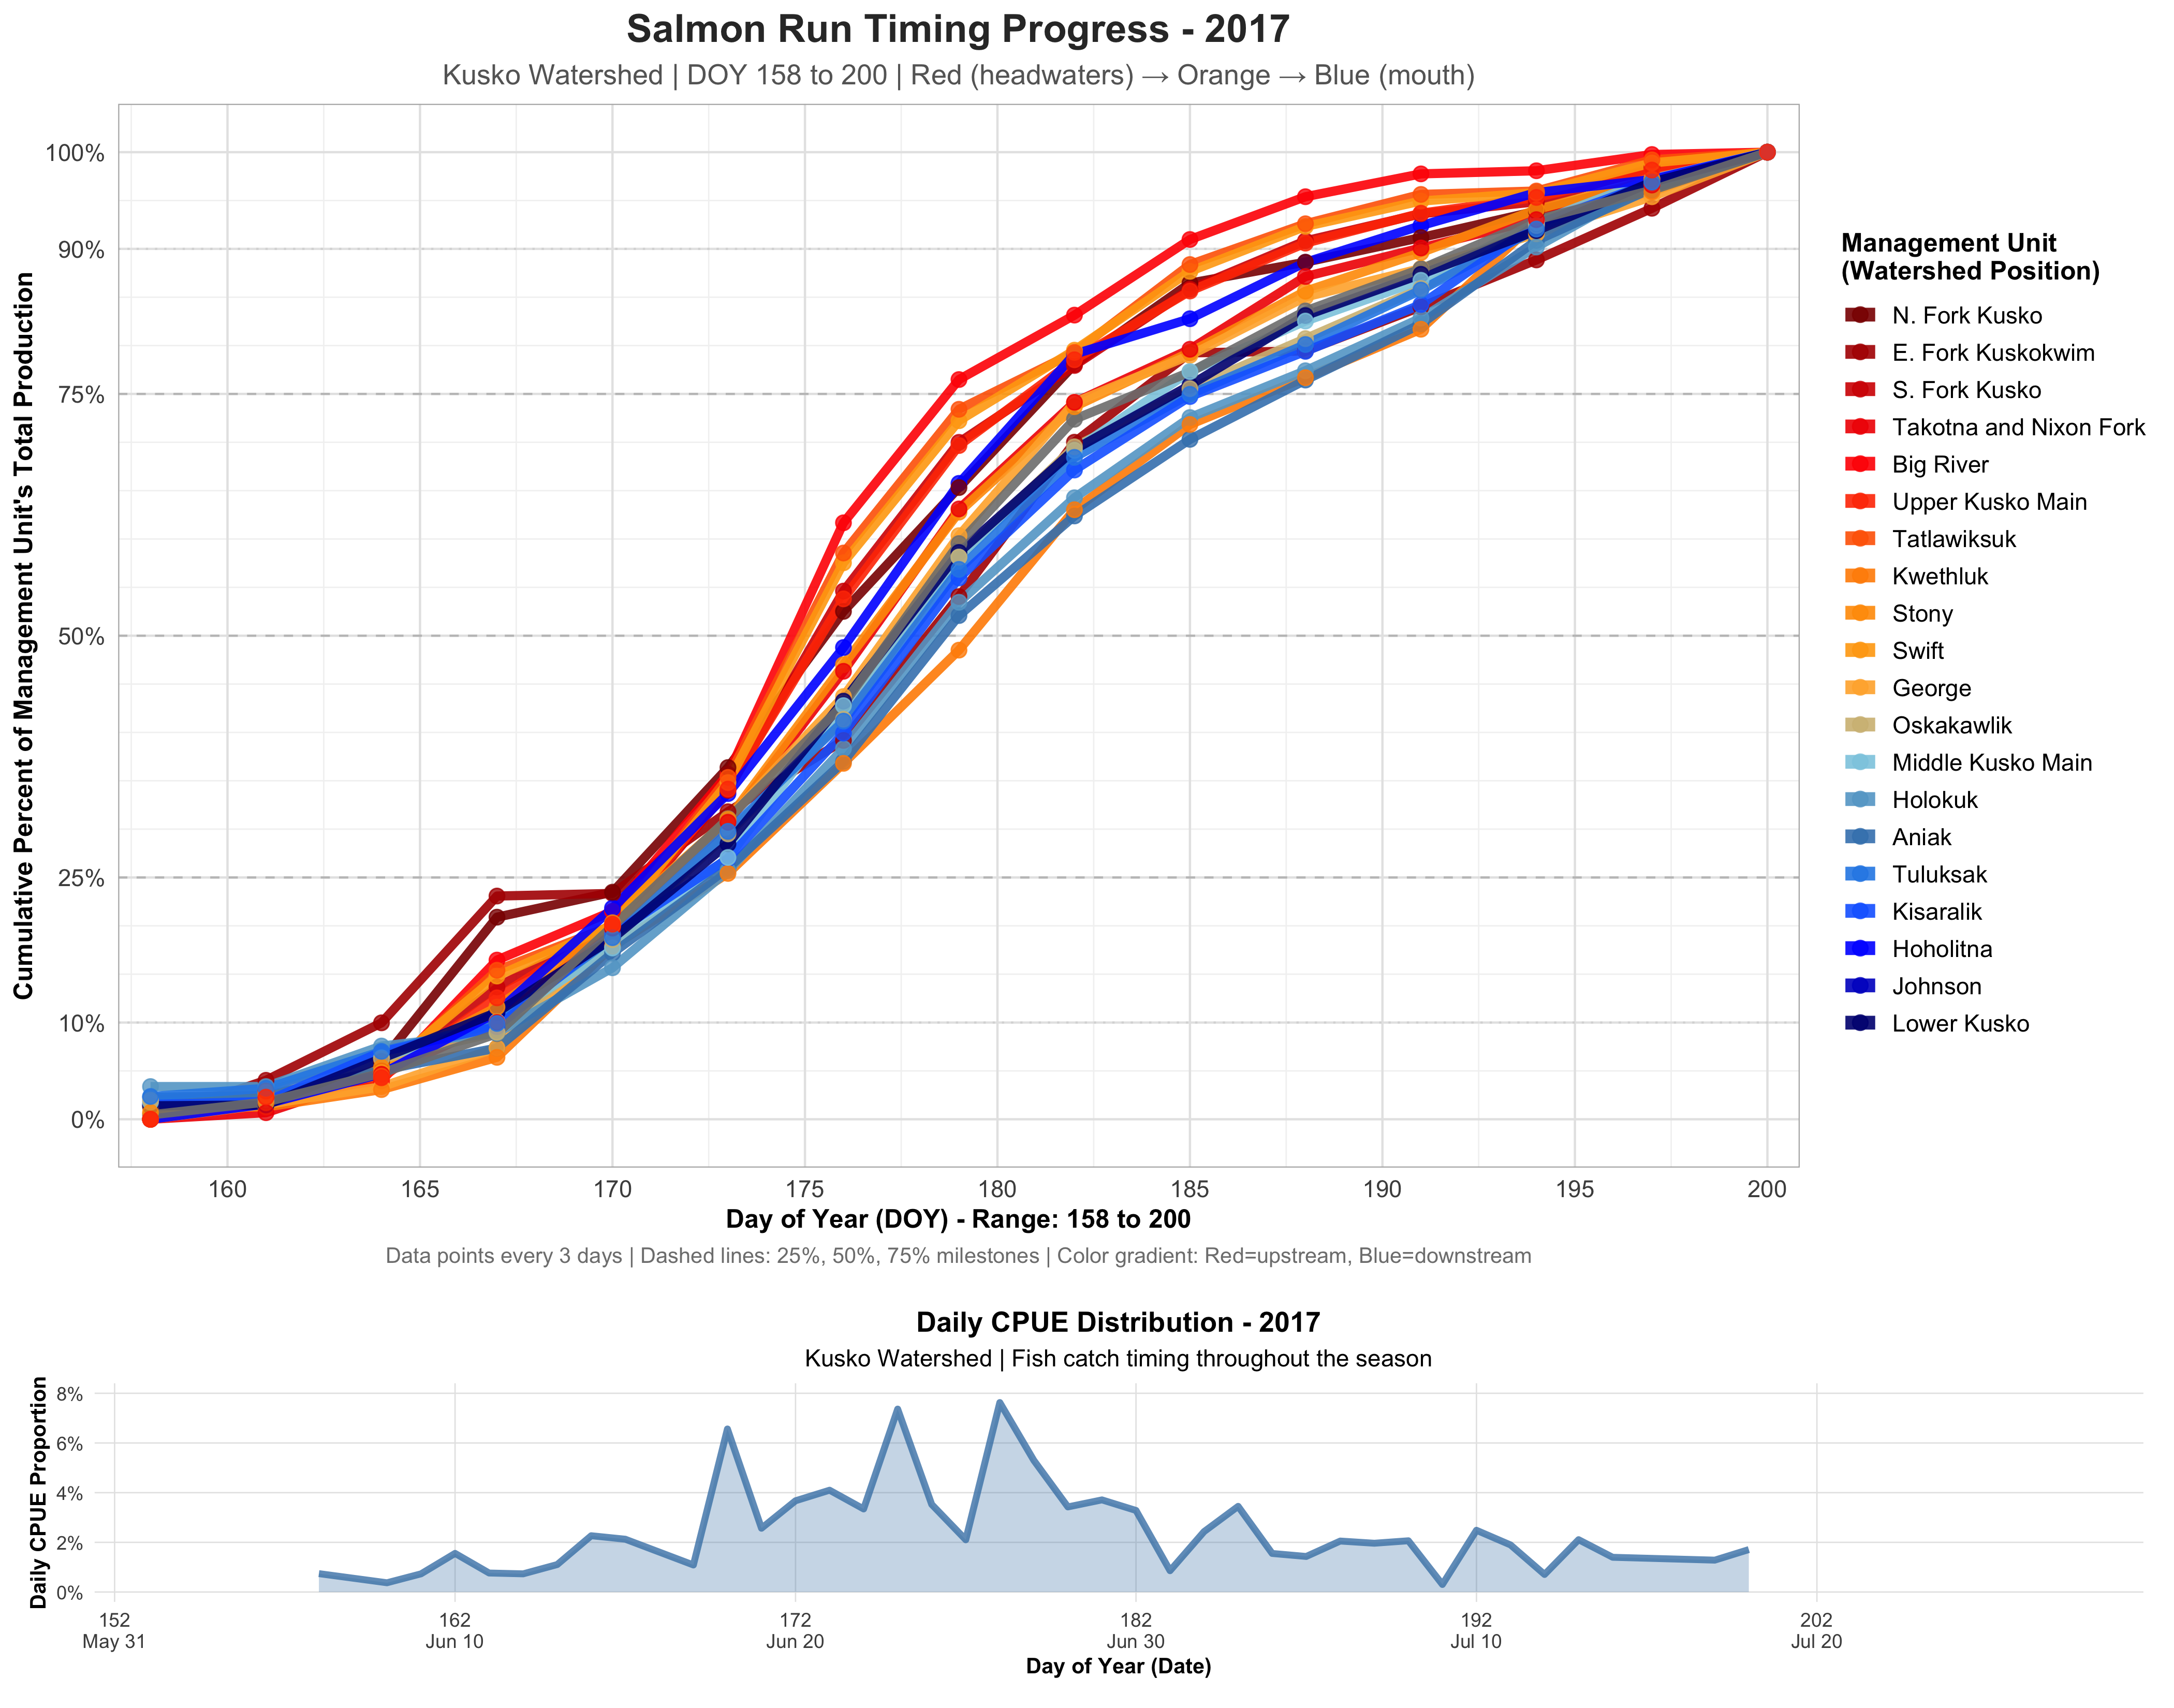 Salmon Run Timing Progress - 2017
Kusko Watershed | DOY 158 to 200 | Red (headwaters) → Orange → Blue (mouth)
Cumulative Percent of Management Unit's Total Production
100%
90%
75%
50%
25%
10%
0%
160 165 170 175 180 185 190 195 200
Day of Year (DOY) - Range: 158 to 200
Data points every 3 days | Dashed lines: 25%, 50%, 75% milestones | Color gradient: Red=upstream, Blue=downstream
Management Unit
(Watershed Position)
N. Fork Kusko
E. Fork Kuskokwim
S. Fork Kusko
Takotna and Nixon Fork
Big River
Upper Kusko Main
Tatlawiksuk
Kwethluk
Stony
Swift
George
Oskakawlik
Middle Kusko Main
Holokuk
Aniak
Tuluksak
Kisaralik
Hoholitna
Johnson
Lower Kusko
Daily CPUE Distribution - 2017
Kusko Watershed | Fish catch timing throughout the season
Daily CPUE Proportion
8%
6%
4%
2%
0%
152 162 172 182 192 202
May 31 Jun 10 Jun 20 Jun 30 Jul 10 Jul 20
Day of Year (Date)